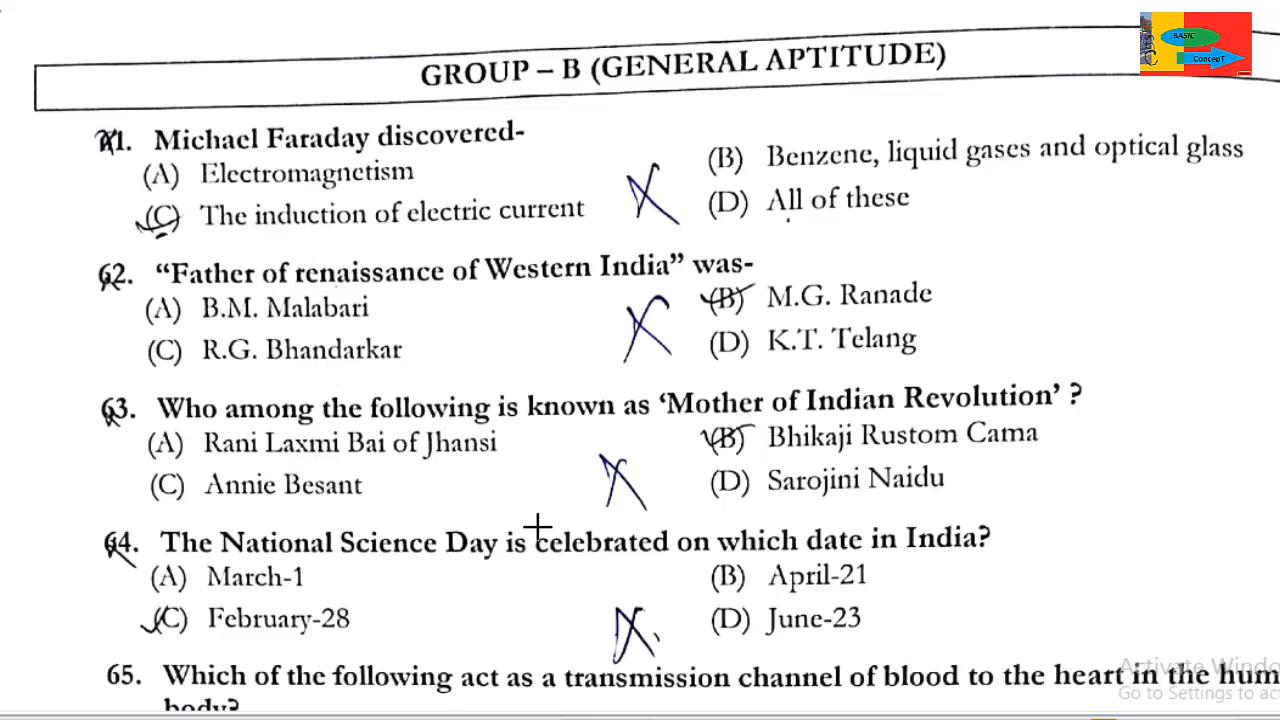 BASIC
ConcepT
GROUP – B (GENERAL APTITUDE)
61. Michael Faraday discovered-
(A) Electromagnetism
(B) Benzene, liquid gases and optical glass
(C) The induction of electric current
(D) All of these
62. “Father of renaissance of Western India” was-
(A) B.M. Malabari
(B) M.G. Ranade
(C) R.G. Bhandarkar
(D) K.T. Telang
63. Who among the following is known as ‘Mother of Indian Revolution’ ?
(A) Rani Laxmi Bai of Jhansi
(B) Bhikaji Rustom Cama
(C) Annie Besant
(D) Sarojini Naidu
64. The National Science Day is celebrated on which date in India?
(A) March-1
(B) April-21
(C) February-28
(D) June-23
65. Which of the following act as a transmission channel of blood to the heart in the hum
body?
Activate Windo
Go to Settings to act